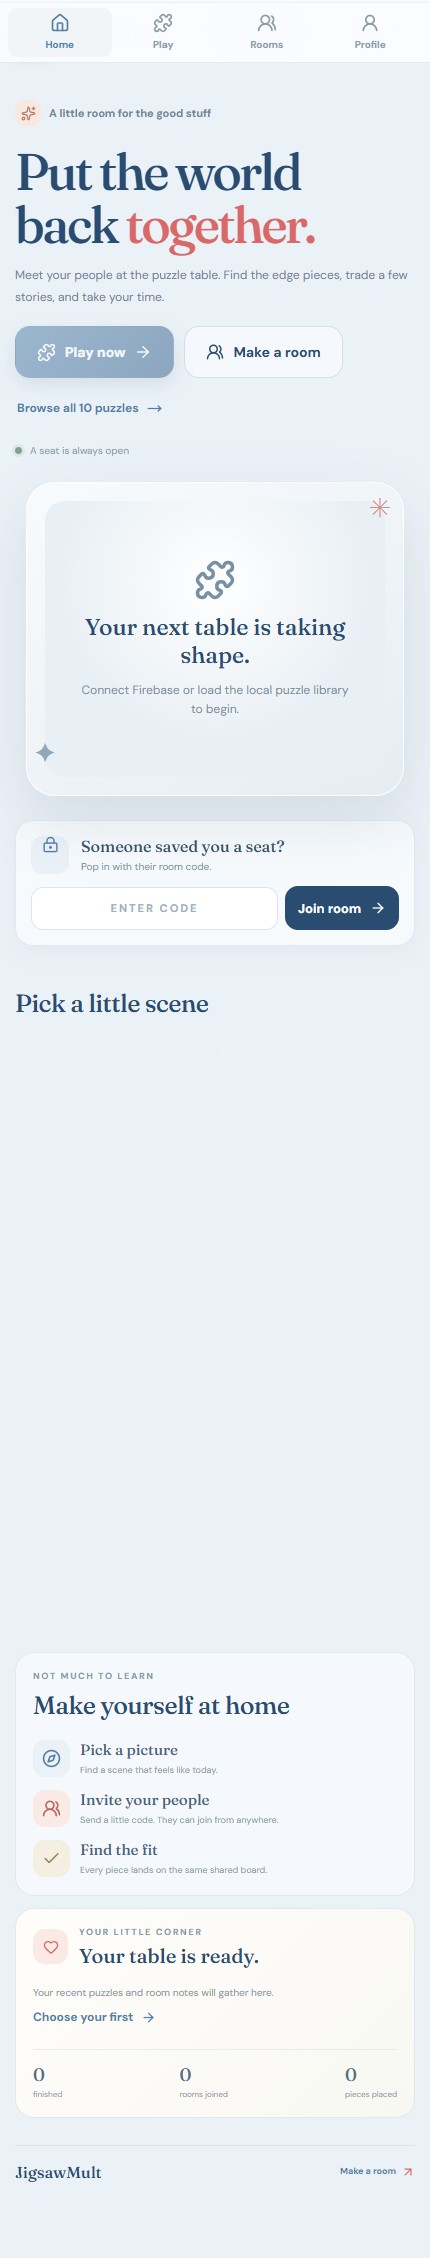 Home
Play
Rooms
Profile
A little room for the good stuff
Put the world
back together.
Meet your people at the puzzle table. Find the edge pieces, trade a few
stories, and take your time.
Play now
Make a room
Browse all 10 puzzles
A seat is always open
Your next table is taking
shape.
Connect Firebase or load the local puzzle library
to begin.
Someone saved you a seat?
Pop in with their room code.
ENTER CODE
Join room
Pick a little scene
NOT MUCH TO LEARN
Make yourself at home
Pick a picture
Find a scene that feels like today.
Invite your people
Send a little code. They can join from anywhere.
Find the fit
Every piece lands on the same shared board.
YOUR LITTLE CORNER
Your table is ready.
Your recent puzzles and room notes will gather here.
Choose your first
0
finished
0
rooms joined
0
pieces placed
JigsawMult
Make a room